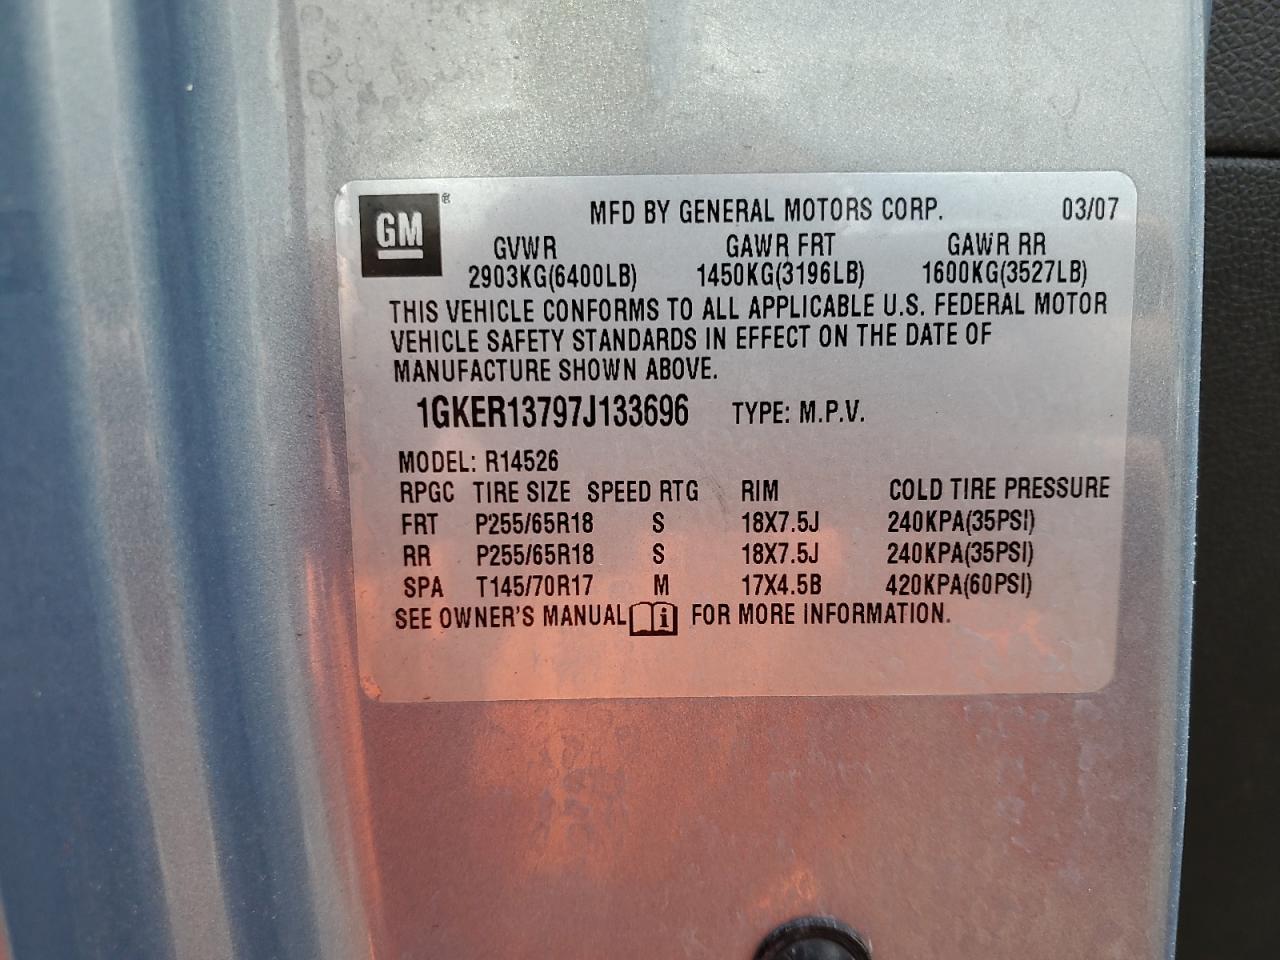 GM ® MFD BY GENERAL MOTORS CORP. 03/07
GVWR GAWR FRT GAWR RR
2903KG(6400LB) 1450KG(3196LB) 1600KG(3527LB)
THIS VEHICLE CONFORMS TO ALL APPLICABLE U.S. FEDERAL MOTOR
VEHICLE SAFETY STANDARDS IN EFFECT ON THE DATE OF
MANUFACTURE SHOWN ABOVE.
1GKER13797J133696 TYPE: M.P.V.
MODEL: R14526
RPGC TIRE SIZE SPEED RTG RIM COLD TIRE PRESSURE
FRT P255/65R18 S 18X7.5J 240KPA(35PSI)
RR P255/65R18 S 18X7.5J 240KPA(35PSI)
SPA T145/70R17 M 17X4.5B 420KPA(60PSI)
SEE OWNER'S MANUAL i FOR MORE INFORMATION.